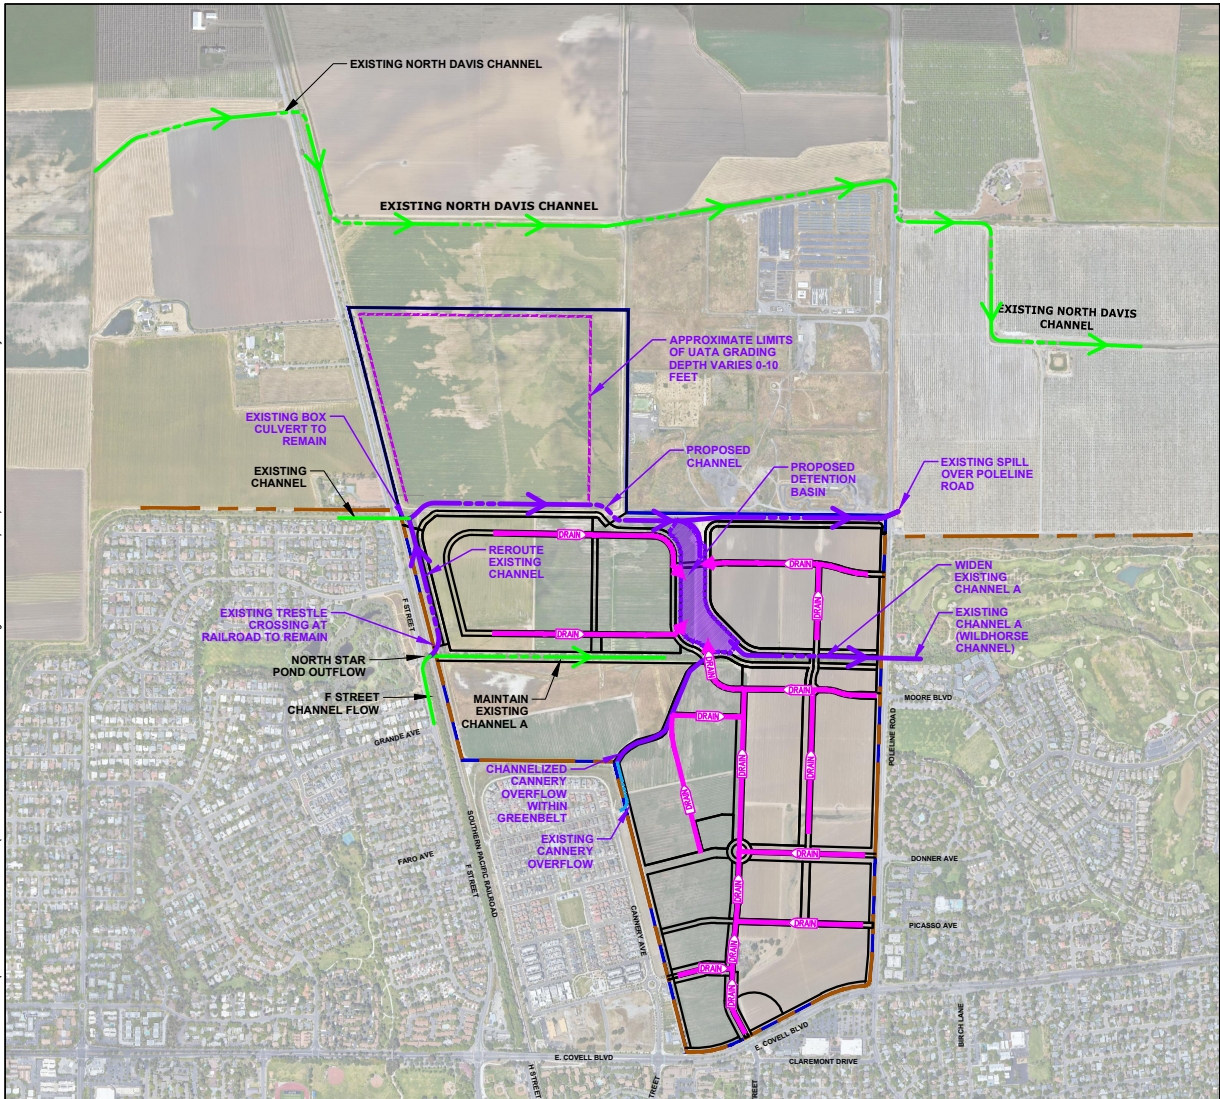 EXISTING NORTH DAVIS CHANNEL
EXISTING NORTH DAVIS CHANNEL
EXISTING NORTH DAVIS
CHANNEL
APPROXIMATE LIMITS
OF UATA GRADING
DEPTH VARIES 0-10
FEET
EXISTING BOX
CULVERT TO
REMAIN
EXISTING
CHANNEL
PROPOSED
CHANNEL
PROPOSED
DETENTION
BASIN
EXISTING SPILL
OVER POLELINE
ROAD
DRAIN
REROUTE
EXISTING
CHANNEL
DRAIN
WIDEN
EXISTING
CHANNEL A
F STREET
DRAIN
EXISTING TRESTLE
CROSSING AT
RAILROAD TO REMAIN
EXISTING
CHANNEL A
(WILDHORSE
CHANNEL)
DRAIN
NORTH STAR
POND OUTFLOW
DRAIN
F STREET
CHANNEL FLOW
MAINTAIN
EXISTING
CHANNEL A
DRAIN
MOORE BLVD
DRAIN
POLELINE ROAD
GRANDE AVE
CHANNELIZED
CANNERY
OVERFLOW
WITHIN
GREENBELT
DRAIN
DRAIN
DRAIN
EXISTING
CANNERY
OVERFLOW
SOUTHERN PACIFIC RAILROAD
F STREET
FARO AVE
DRAIN
DONNER AVE
DRAIN
CANNERY AVE
DRAIN
PICASSO AVE
DRAIN
DRAIN
DRAIN
BIRCH LANE
E. COVELL BLVD
E. COVELL BLVD
CLAREMONT DRIVE
H STREET
STREET
STREET